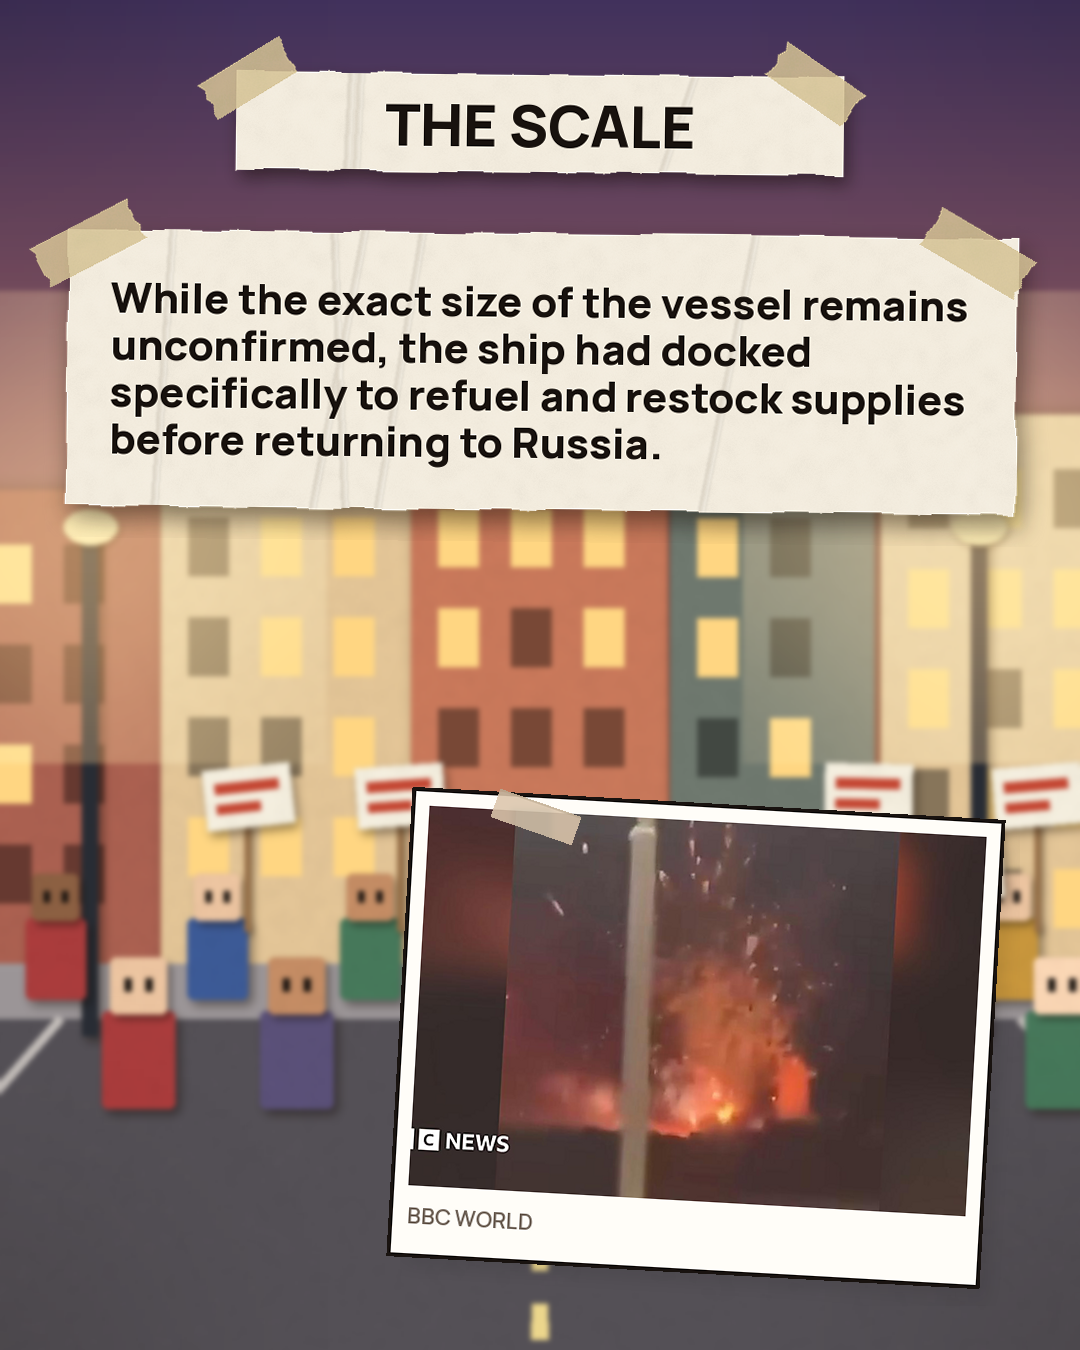 THE SCALE
While the exact size of the vessel remains
unconfirmed, the ship had docked
specifically to refuel and restock supplies
before returning to Russia.
C NEWS
BBC WORLD